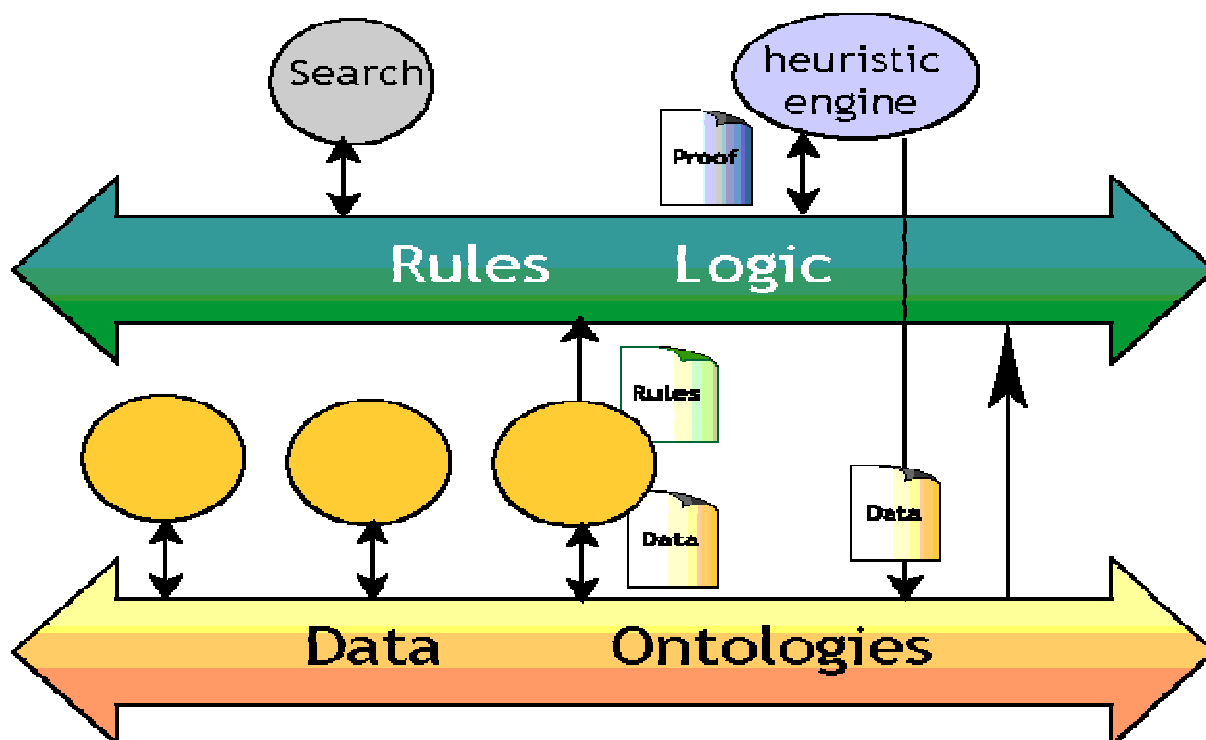 Search
heuristic
engine
Proof
Rules Logic
Rules
Data
Data
Data Ontologies